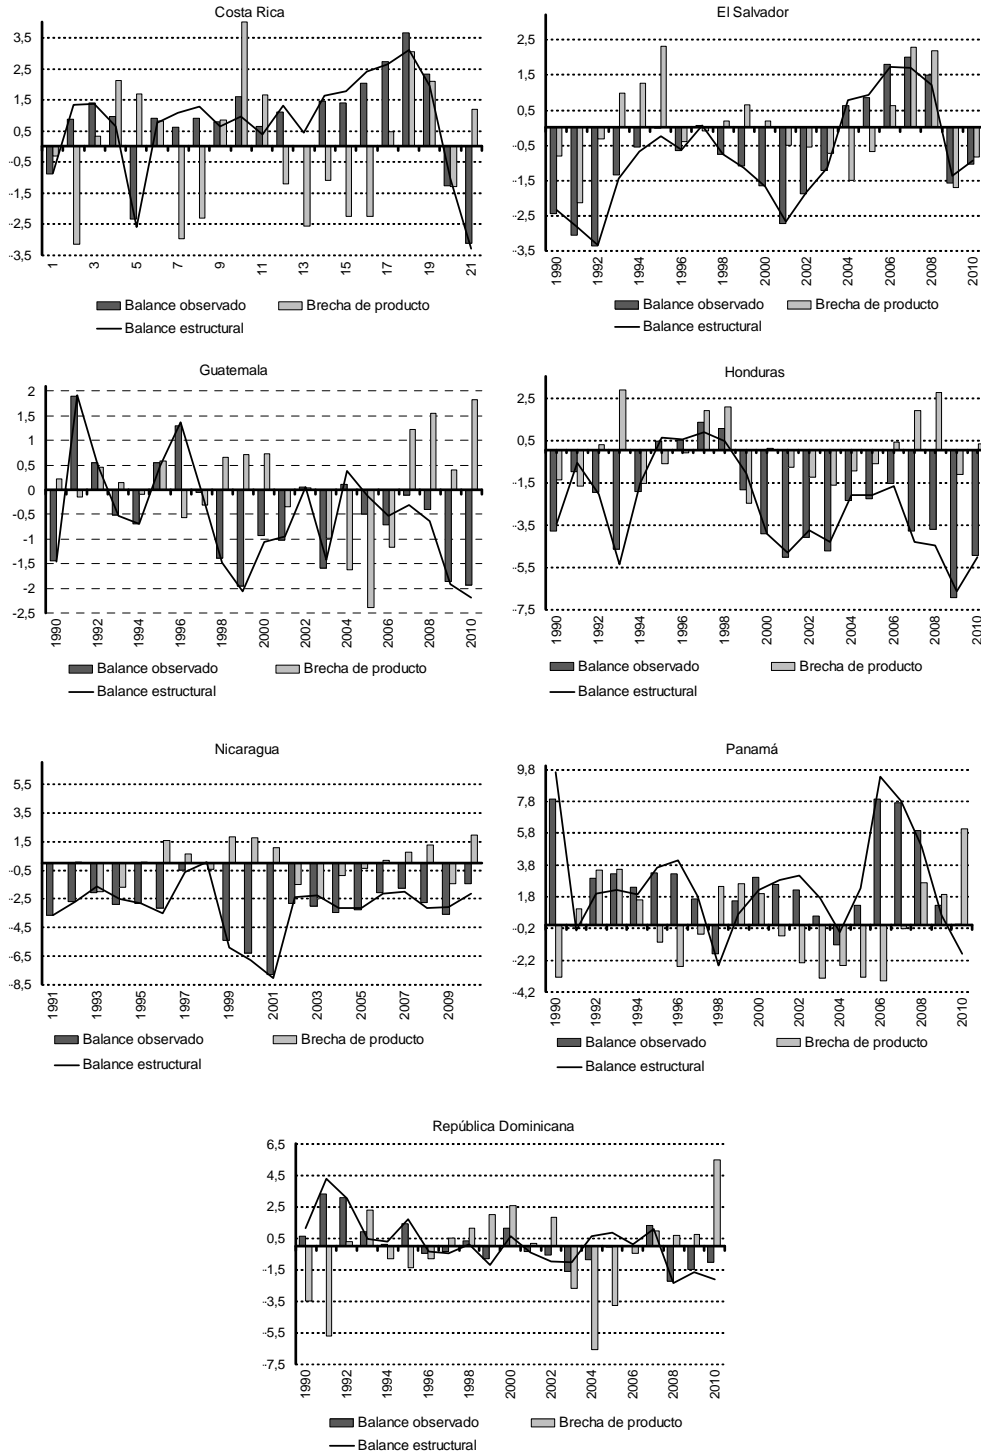 Costa Rica
3,5
2,5
1,5
0,5
-0,5
-1,5
-2,5
-3,5
1 3 5 7 9 11 13 15 17 19 21
Balance observado Brecha de producto
Balance estructural
El Salvador
2,5
1,5
0,5
-0,5
-1,5
-2,5
-3,5
1990 1992 1994 1996 1998 2000 2002 2004 2006 2008 2010
Balance observado Brecha de producto
Balance estructural
Guatemala
2
1,5
1
0,5
0
-0,5
-1
-1,5
-2
-2,5
1990 1992 1994 1996 1998 2000 2002 2004 2006 2008 2010
Balance observado Brecha de producto
Balance estructural
Honduras
2,5
0,5
-1,5
-3,5
-5,5
-7,5
1990 1992 1994 1996 1998 2000 2002 2004 2006 2008 2010
Balance observado Brecha de producto
Balance estructural
Nicaragua
5,5
3,5
1,5
-0,5
-2,5
-4,5
-6,5
-8,5
1991 1993 1995 1997 1999 2001 2003 2005 2007 2009
Balance observado Brecha de producto
Balance estructural
Panamá
9,8
7,8
5,8
3,8
1,8
-0,2
-2,2
-4,2
1990 1992 1994 1996 1998 2000 2002 2004 2006 2008 2010
Balance observado Brecha de producto
Balance estructural
República Dominicana
6,5
4,5
2,5
0,5
-1,5
-3,5
-5,5
-7,5
1990 1992 1994 1996 1998 2000 2002 2004 2006 2008 2010
Balance observado Brecha de producto
Balance estructural